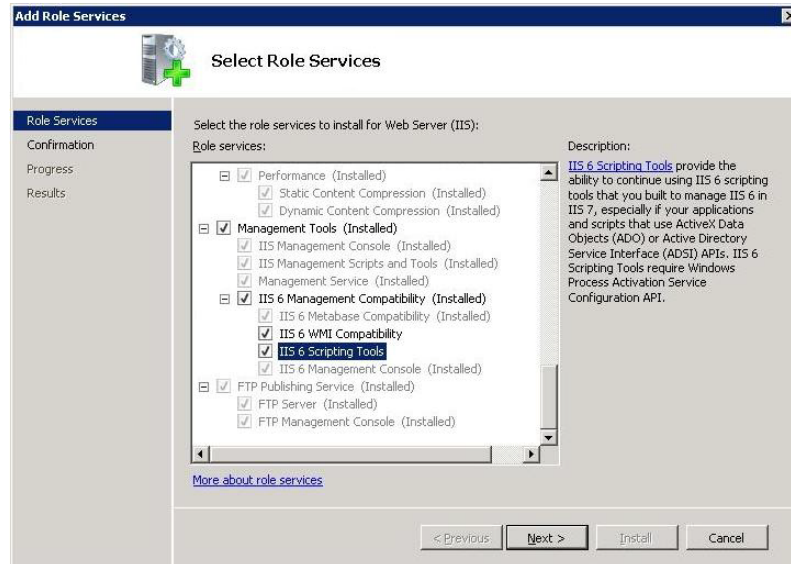 Add Role Services
Select Role Services
Role Services
Confirmation
Progress
Results
Select the role services to install for Web Server (IIS):
Role services:
Performance (Installed)
Static Content Compression (Installed)
Dynamic Content Compression (Installed)
Management Tools (Installed)
IIS Management Console (Installed)
IIS Management Scripts and Tools (Installed)
Management Service (Installed)
IIS 6 Management Compatibility (Installed)
IIS 6 Metabase Compatibility (Installed)
IIS 6 WMI Compatibility
IIS 6 Scripting Tools
IIS 6 Management Console (Installed)
FTP Publishing Service (Installed)
FTP Server (Installed)
FTP Management Console (Installed)
More about role services
Description:
IIS 6 Scripting Tools provide the
ability to continue using IIS 6 scripting
tools that you built to manage IIS 6 in
IIS 7, especially if your applications
and scripts that use ActiveX Data
Objects (ADO) or Active Directory
Service Interface (ADSI) APIs. IIS 6
Scripting Tools require Windows
Process Activation Service
Configuration API.
< Previous
Next >
Install
Cancel